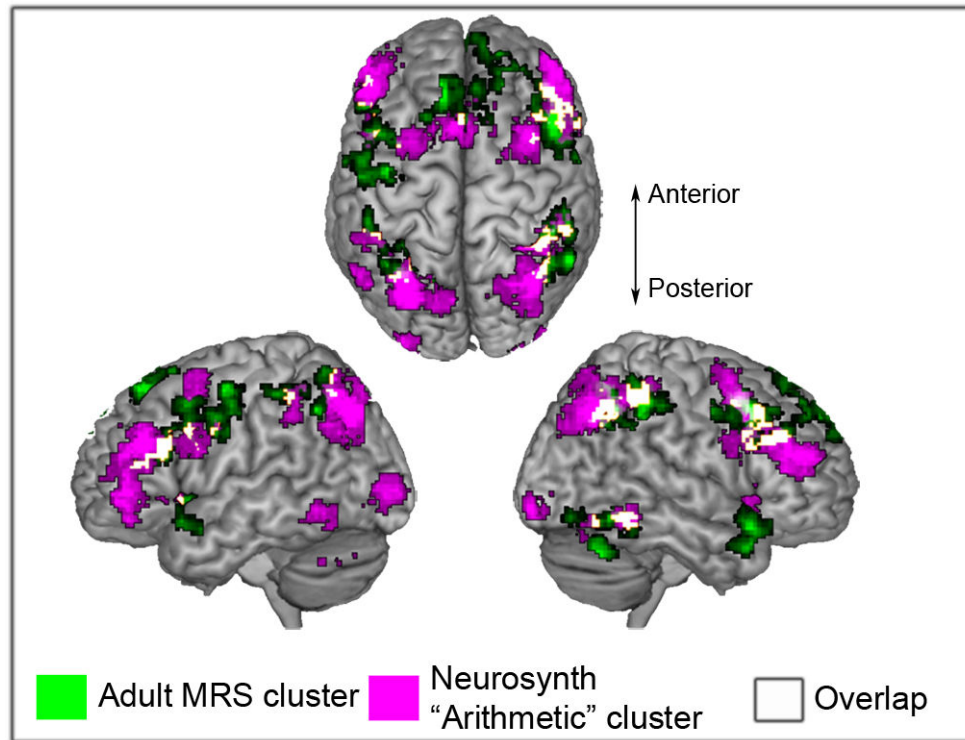 Anterior
Posterior
Adult MRS cluster
Neurosynth
“Arithmetic” cluster
Overlap